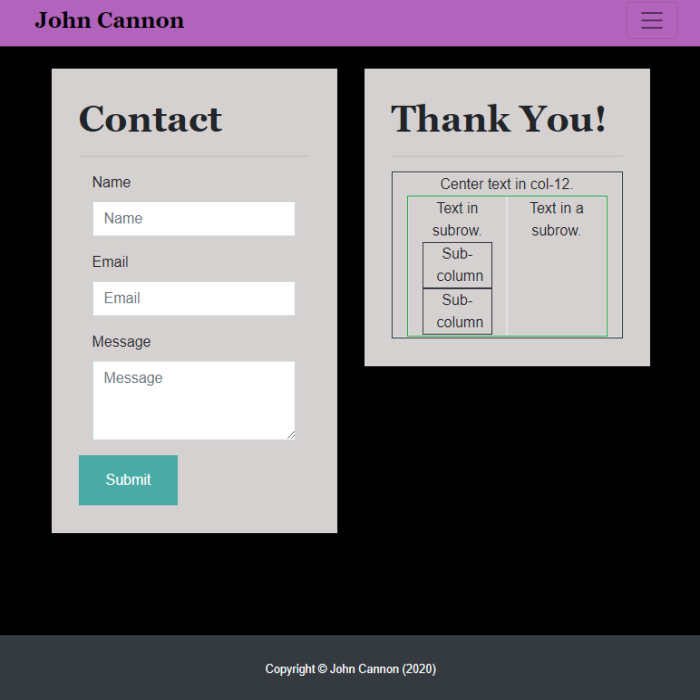 John Cannon
Contact
Name
Name
Email
Email
Message
Message
Submit
Thank You!
Center text in col-12.
Text in
subrow.
Sub-
column
Sub-
column
Text in a
subrow.
Copyright © John Cannon (2020)